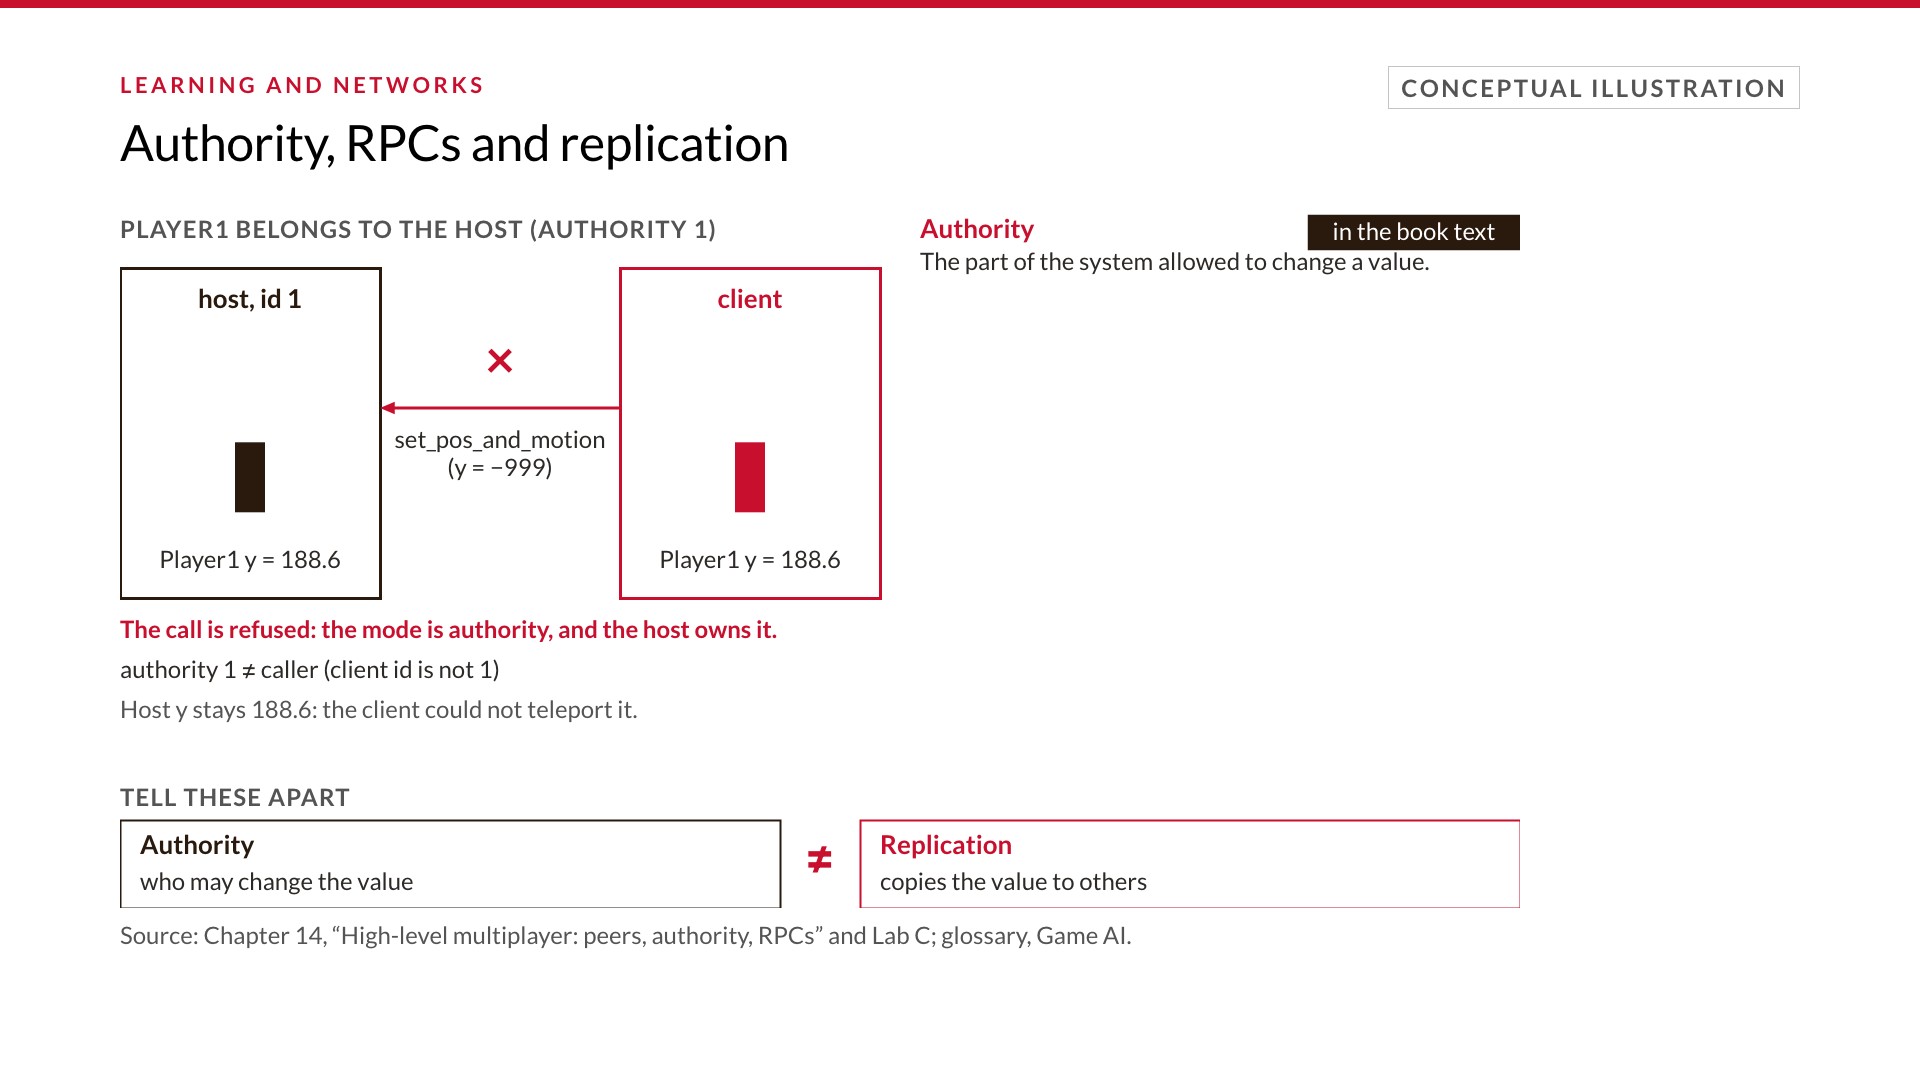 LEARNING AND NETWORKS
CONCEPTUAL ILLUSTRATION
Authority, RPCs and replication
PLAYER1 BELONGS TO THE HOST (AUTHORITY 1)
host, id 1
client
×
set_pos_and_motion
(y = −999)
Player1 y = 188.6
Player1 y = 188.6
The call is refused: the mode is authority, and the host owns it.
authority 1 ≠ caller (client id is not 1)
Host y stays 188.6: the client could not teleport it.
Authority
in the book text
The part of the system allowed to change a value.
TELL THESE APART
Authority
who may change the value
≠
Replication
copies the value to others
Source: Chapter 14, “High-level multiplayer: peers, authority, RPCs” and Lab C; glossary, Game AI.